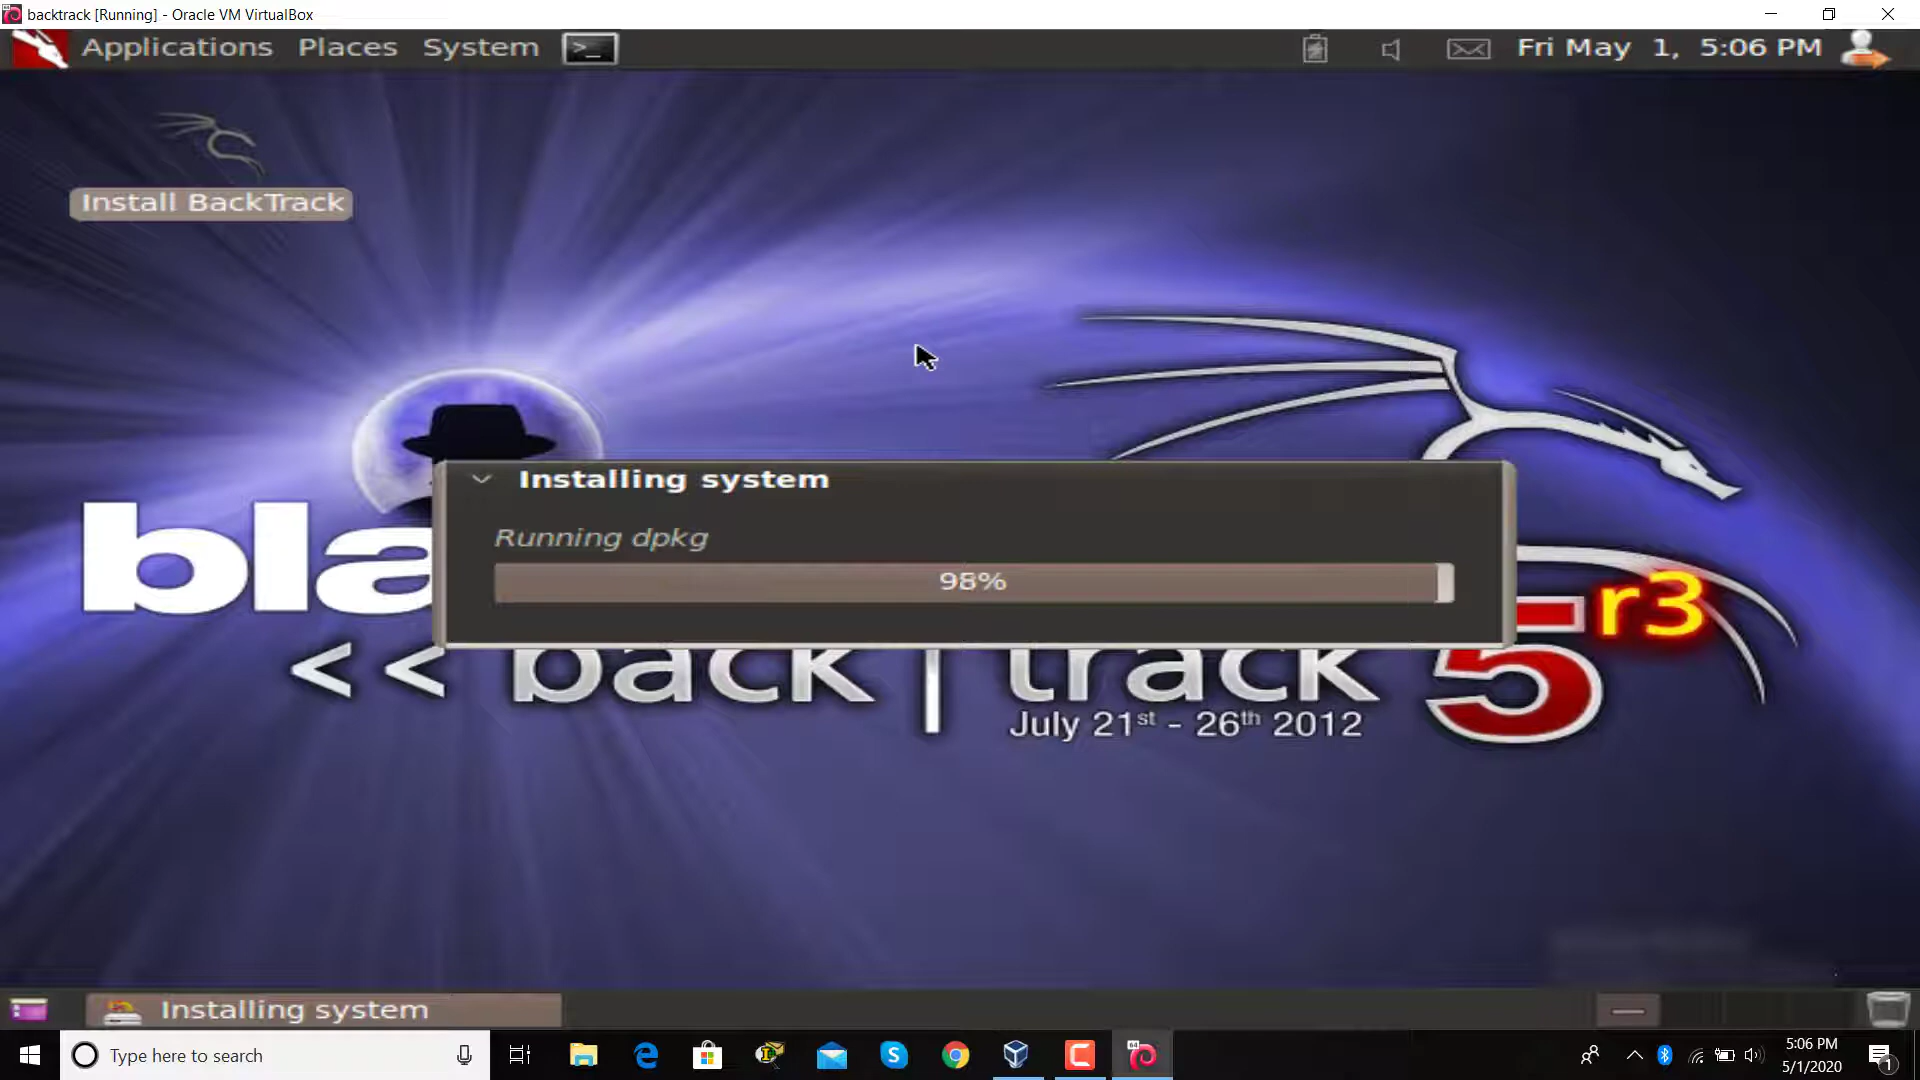 backtrack [Running] - Oracle VM VirtualBox
Applications Places System
Fri May 1, 5:06 PM
Install BackTrack
Installing system
Running dpkg
98%
bla
5 r3
<< back | track
July 21st - 26th 2012
Installing system
Type here to search
5:06 PM
5/1/2020
1